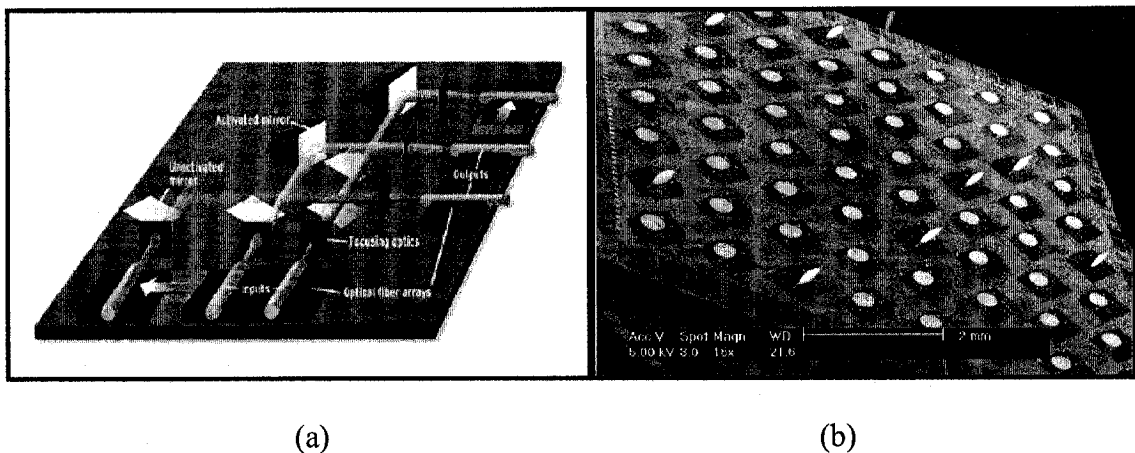 Activated mirror
Unactivated
mirror
Outputs
Focusing optics
Inputs
Optical fiber arrays
Acc.V Spot Magn WD
5.00 kV 3.0 16x 21.6
2 mm
(a)
(b)